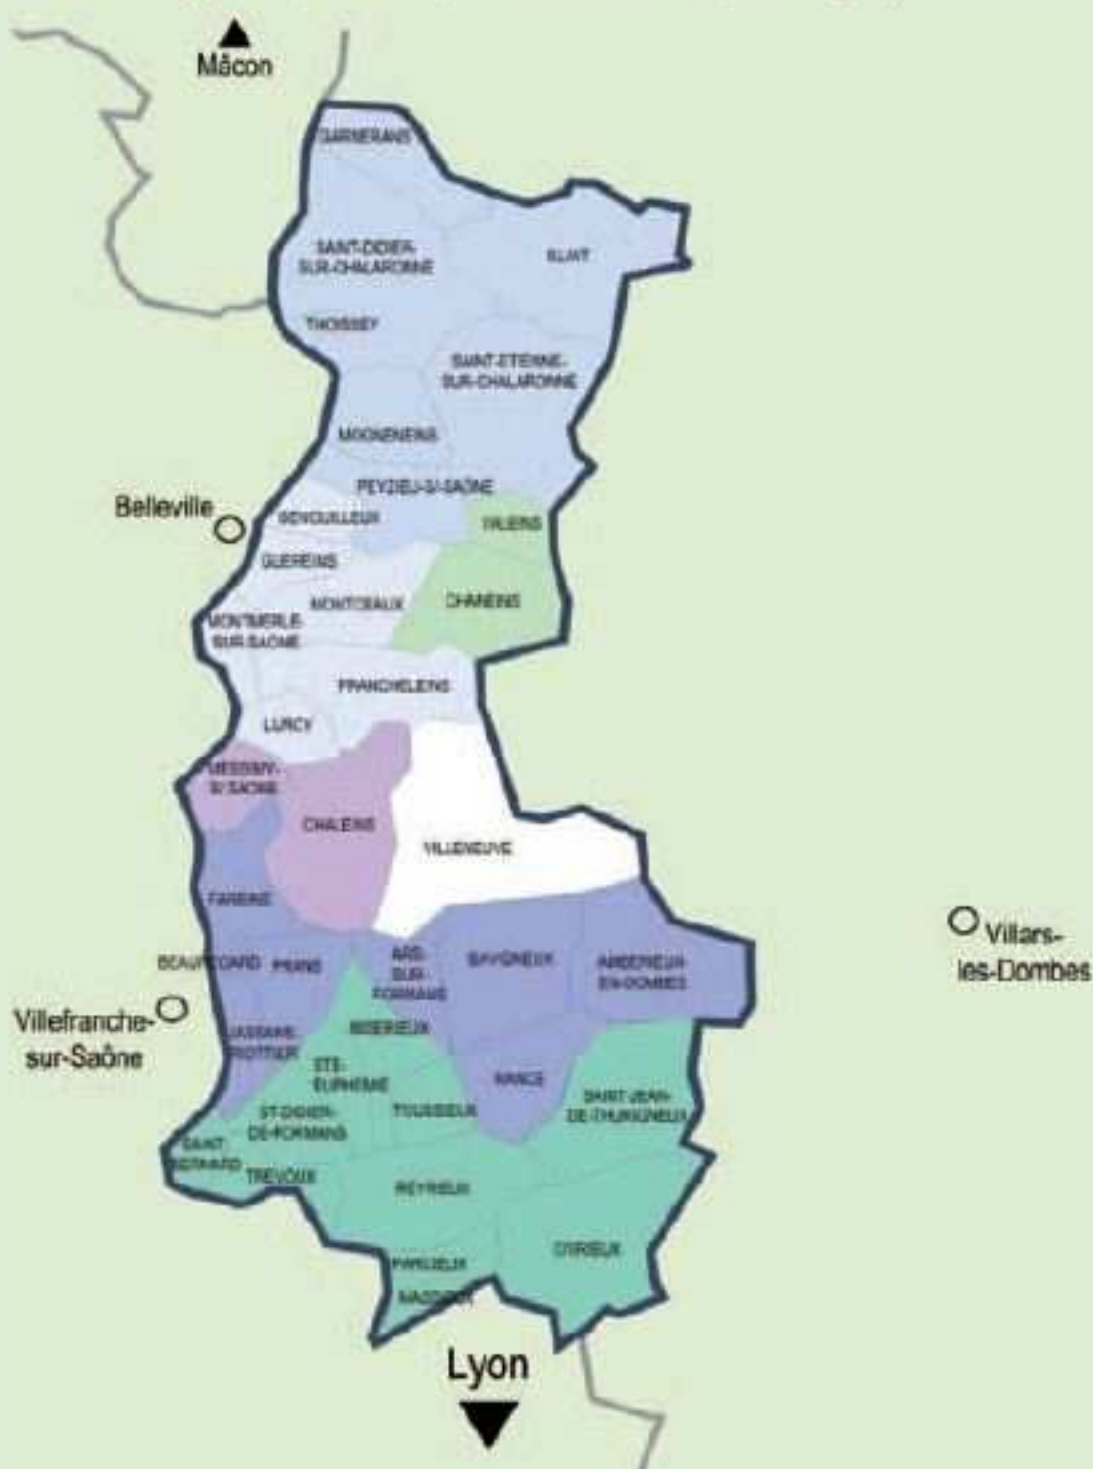 Mâcon
GARNERANS
SAINT-DIDIER-
SUR-CHALARONNE
ILLIAT
THOISSEY
SAINT-ETIENNE-
SUR-CHALARONNE
MOGNENEINS
PEYZIEU-S/-SAÔNE
Belleville
GENOUILLEUX
VALEINS
GUEREINS
MONTCEAUX
CHANEINS
MONTMERLE-
SUR-SAONE
FRANCHELEINS
LURCY
MESSIMY-
S/ SAONE
CHALEINS
VILLENEUVE
FAREINS
Villars-
les-Dombes
BEAUREGARD
FRANS
ARS-
SUR-
FORMANS
SAVIGNEUX
AMBERIEUX-
EN-DOMBES
Villefranche-
sur-Saône
JASSANS-
RIOTTIER
MISERIEUX
STE-
EUPHEMIE
RANCE
SAINT-JEAN-
DE-THURIGNEUX
ST-DIDIER-
DE-FORMANS
TOUSSIEUX
SAINT-
BERNARD
TREVOUX
REYRIEUX
CIVRIEUX
PARCIEUX
MASSIEUX
Lyon